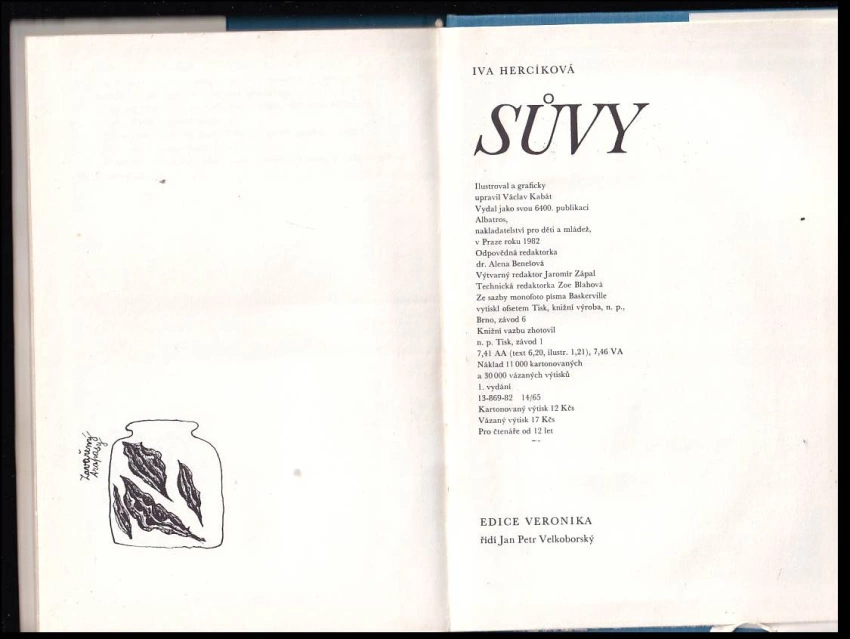 Zavařený
IVA HERCÍKOVÁ
SŮVY
Ilustroval a graficky
upravil Václav Kabát
Vydal jako svou 6400. publikaci
Albatros,
nakladatelství pro děti a mládež,
v Praze roku 1982
Odpovědná redaktorka
dr. Alena Benešová
Výtvarný redaktor Jaromír Zápal
Technická redaktorka Zoe Blahová
Ze sazby monofoto písma Baskerville
vytiskl ofsetem Tisk, knižní výroba, n. p.,
Brno, závod 6
Knižní vazbu zhotovil
n. p. Tisk, závod 1
7,41 AA (text 6,20, ilustr. 1,21), 7,46 VA
Náklad 11 000 kartonovaných
a 30 000 vázaných výtisků
1. vydání
13-869-82 14/65
Kartonovaný výtisk 12 Kčs
Vázaný výtisk 17 Kčs
Pro čtenáře od 12 let
EDICE VERONIKA
řídí Jan Petr Velkoborský